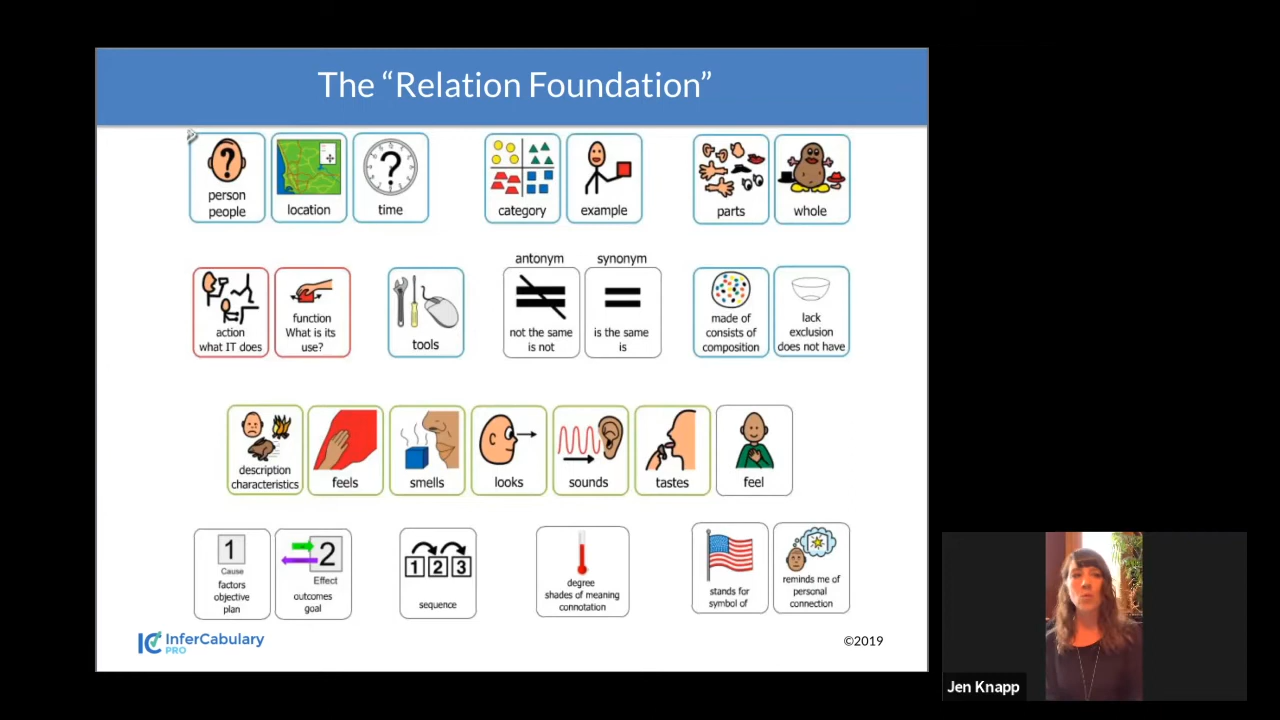 The “Relation Foundation”
person
people
location
time
category
example
parts
whole
action
what IT does
function
What is its
use?
tools
antonym
not the same
is not
synonym
is the same
is
made of
consists of
composition
lack
exclusion
does not have
description
characteristics
feels
smells
looks
sounds
tastes
feel
1
Cause
factors
objective
plan
2
Effect
outcomes
goal
1 2 3
sequence
degree
shades of meaning
connotation
stands for
symbol of
reminds me of
personal
connection
IC InferCabulary
PRO
©2019
Jen Knapp